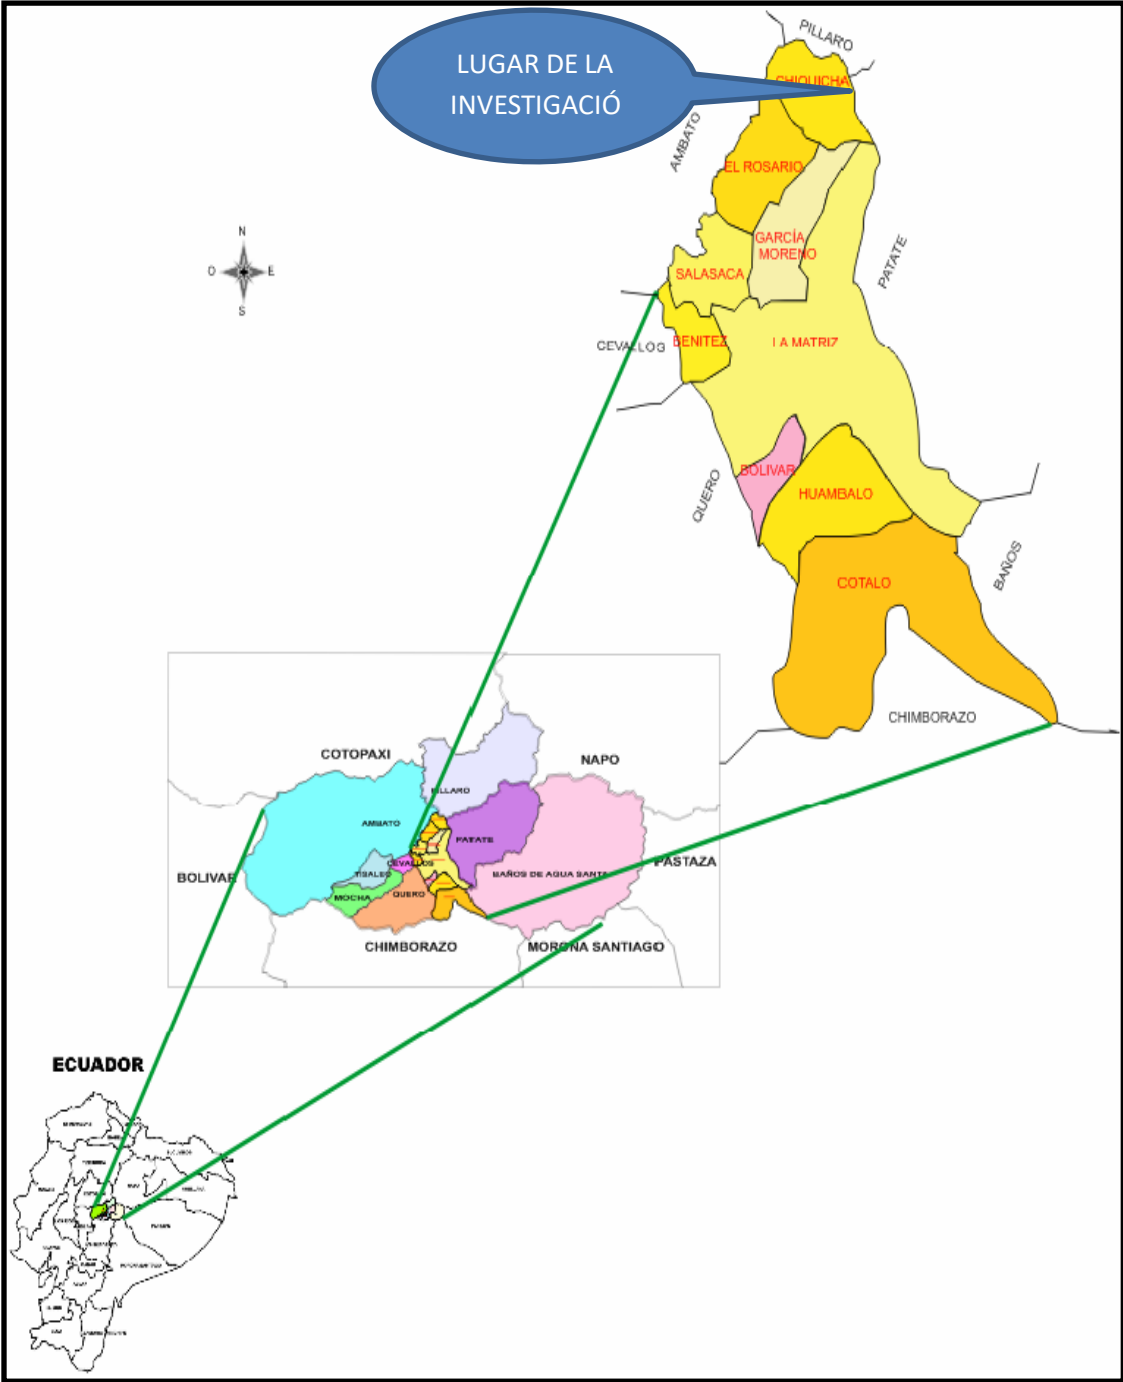 LUGAR DE LA
INVESTIGACIÓ
PILLARO
CHIQUICHA
AMBATO
EL ROSARIO
GARCÍA
MORENO
PATATE
SALASACA
CEVALLOS
BENITEZ
LA MATRIZ
N
O
E
S
BOLIVAR
QUERO
HUAMBALO
BAÑOS
COTALO
CHIMBORAZO
COTOPAXI
NAPO
PILLARO
AMBATO
PATATE
CEVALLOS
TISALEO
BOLIVAR
PASTAZA
BAÑOS DE AGUA SANTA
MOCHA
QUERO
CHIMBORAZO
MORONA SANTIAGO
ECUADOR